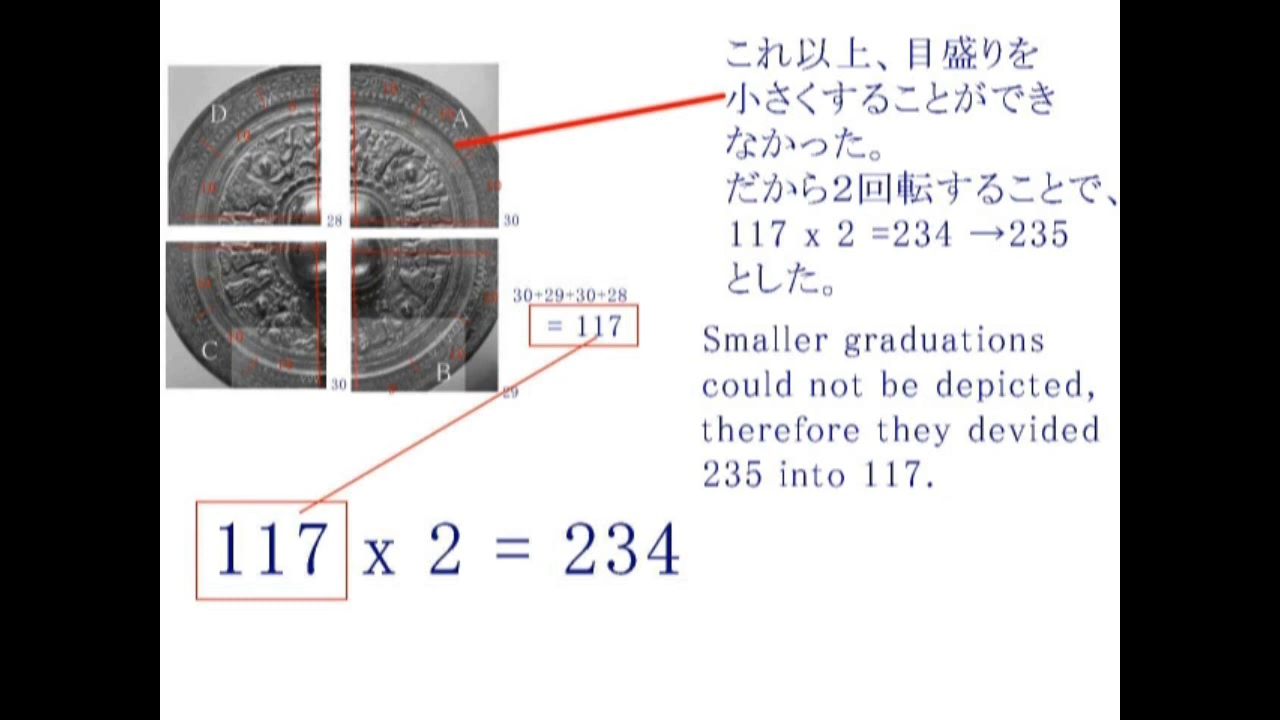 これ以上、目盛りを
小さくすることができ
なかった。
だから２回転することで、
117 x 2 =234 →235
とした。
D
A
10
28
30
30+29+30+28
= 117
C
B
30
29
Smaller graduations
could not be depicted,
therefore they devided
235 into 117.
117 x 2 = 234